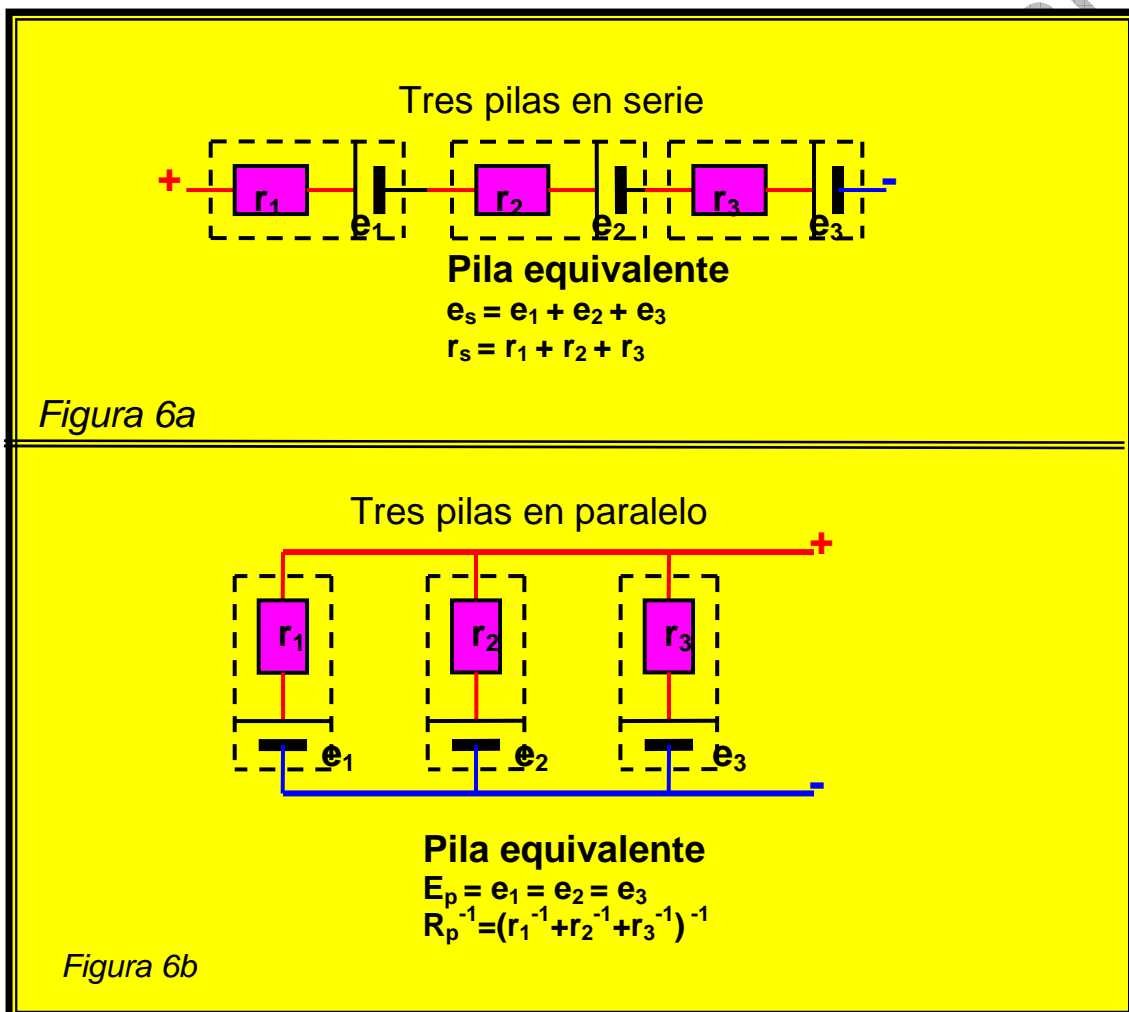 Tres pilas en serie
+ r₁ e₁ r₂ e₂ r₃ e₃ -
Pila equivalente
eₛ = e₁ + e₂ + e₃
rₛ = r₁ + r₂ + r₃
Figura 6a
Tres pilas en paralelo
+
r₁ r₂ r₃
e₁ e₂ e₃
-
Pila equivalente
Eₚ = e₁ = e₂ = e₃
Rₚ⁻¹=(r₁⁻¹+r₂⁻¹+r₃⁻¹)⁻¹
Figura 6b